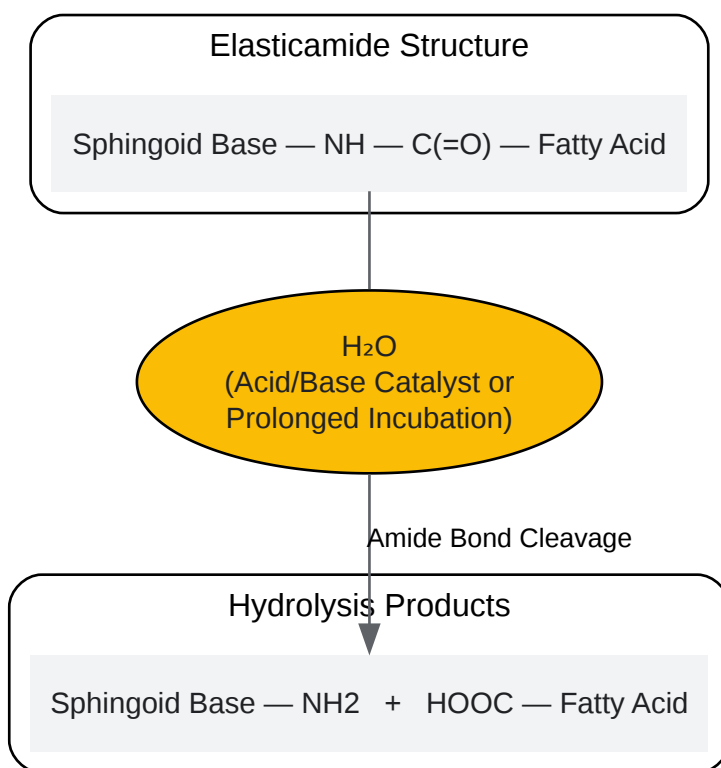 Elasticamide Structure
Sphingoid Base — NH — C(=O) — Fatty Acid
H₂O
(Acid/Base Catalyst or
Prolonged Incubation)
Amide Bond Cleavage
Hydrolysis Products
Sphingoid Base — NH2 + HOOC — Fatty Acid